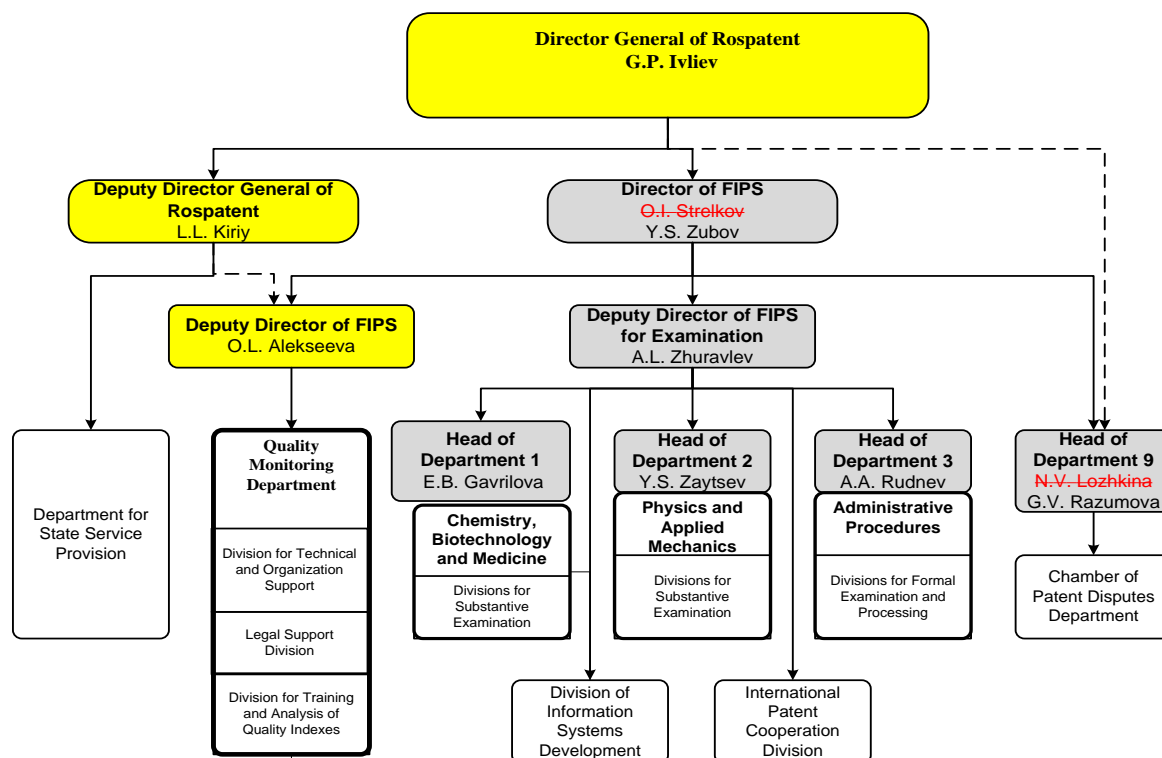 Director General of Rospatent
G.P. Ivliev
Deputy Director General of
Rospatent
L.L. Kiriy
Director of FIPS
O.I. Strelkov
Y.S. Zubov
Deputy Director of FIPS
O.L. Alekseeva
Deputy Director of FIPS
for Examination
A.L. Zhuravlev
Department for
State Service
Provision
Quality
Monitoring
Department
Division for Technical
and Organization
Support
Legal Support
Division
Division for Training
and Analysis of
Quality Indexes
Head of
Department 1
E.B. Gavrilova
Chemistry,
Biotechnology
and Medicine
Divisions for
Substantive
Examination
Head of
Department 2
Y.S. Zaytsev
Physics and
Applied
Mechanics
Divisions for
Substantive
Examination
Head of
Department 3
A.A. Rudnev
Administrative
Procedures
Divisions for Formal
Examination and
Processing
Head of
Department 9
N.V. Lozhkina
G.V. Razumova
Chamber of
Patent Disputes
Department
Division of
Information
Systems
Development
International
Patent
Cooperation
Division